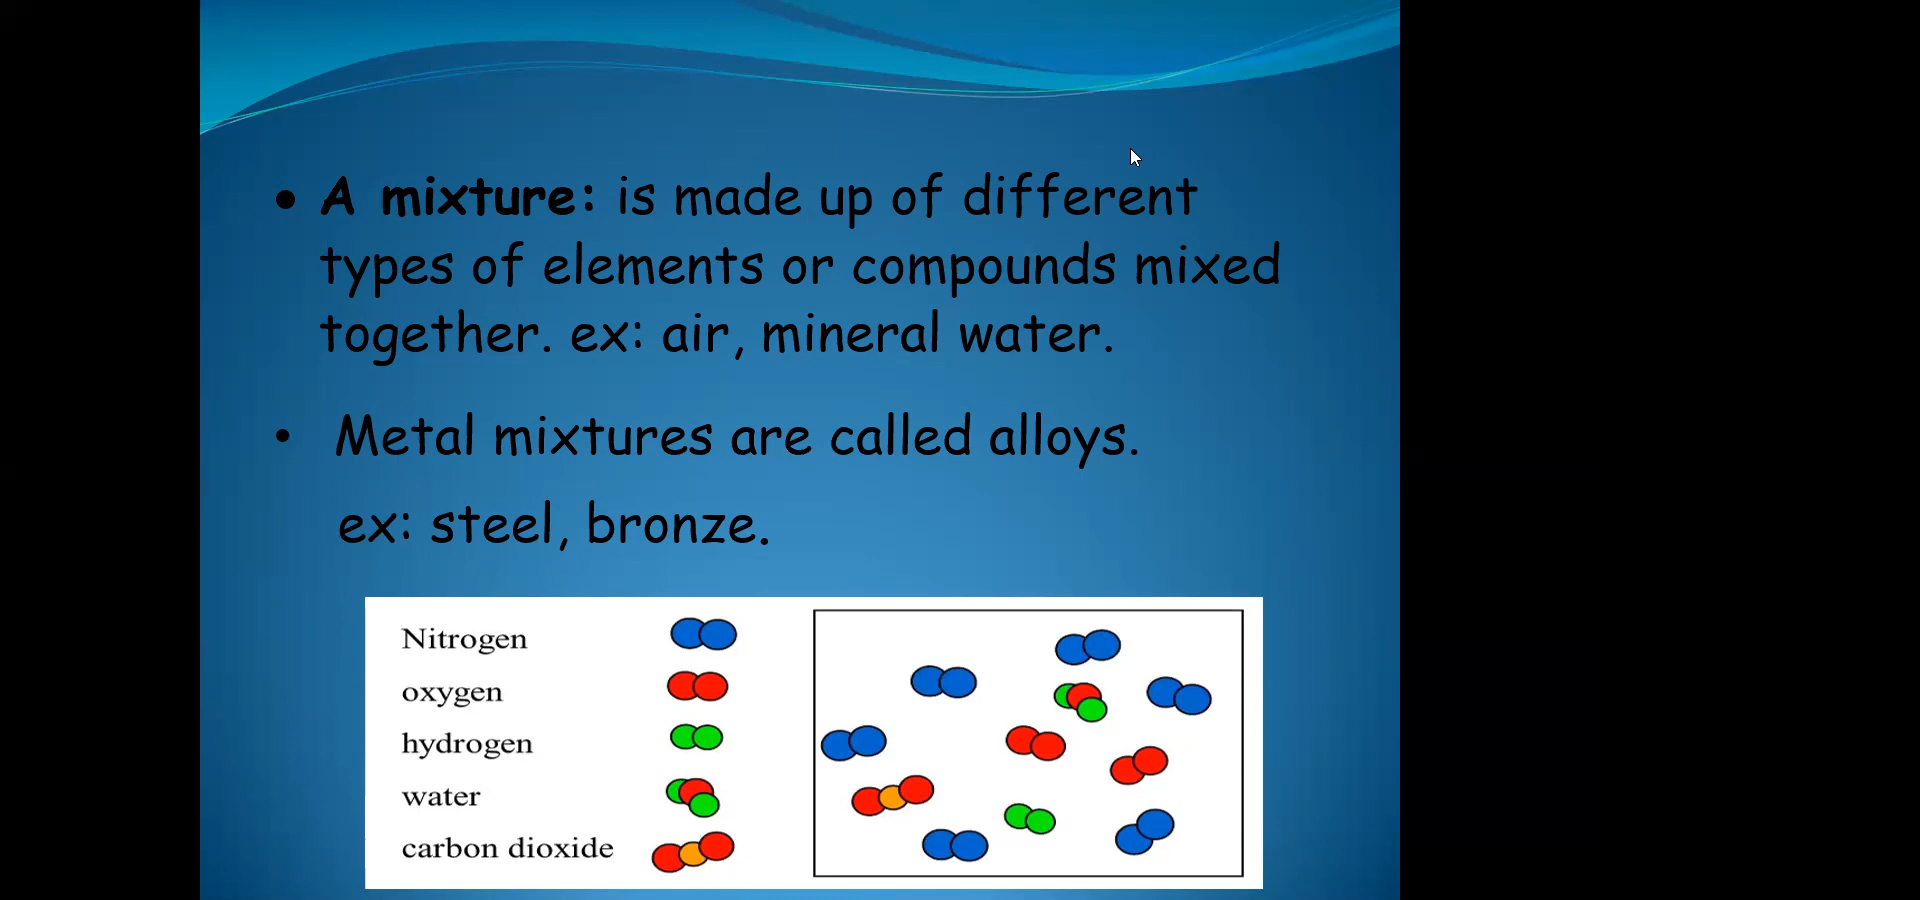 • A mixture: is made up of different
types of elements or compounds mixed
together. ex: air, mineral water.
• Metal mixtures are called alloys.
ex: steel, bronze.
Nitrogen
oxygen
hydrogen
water
carbon dioxide